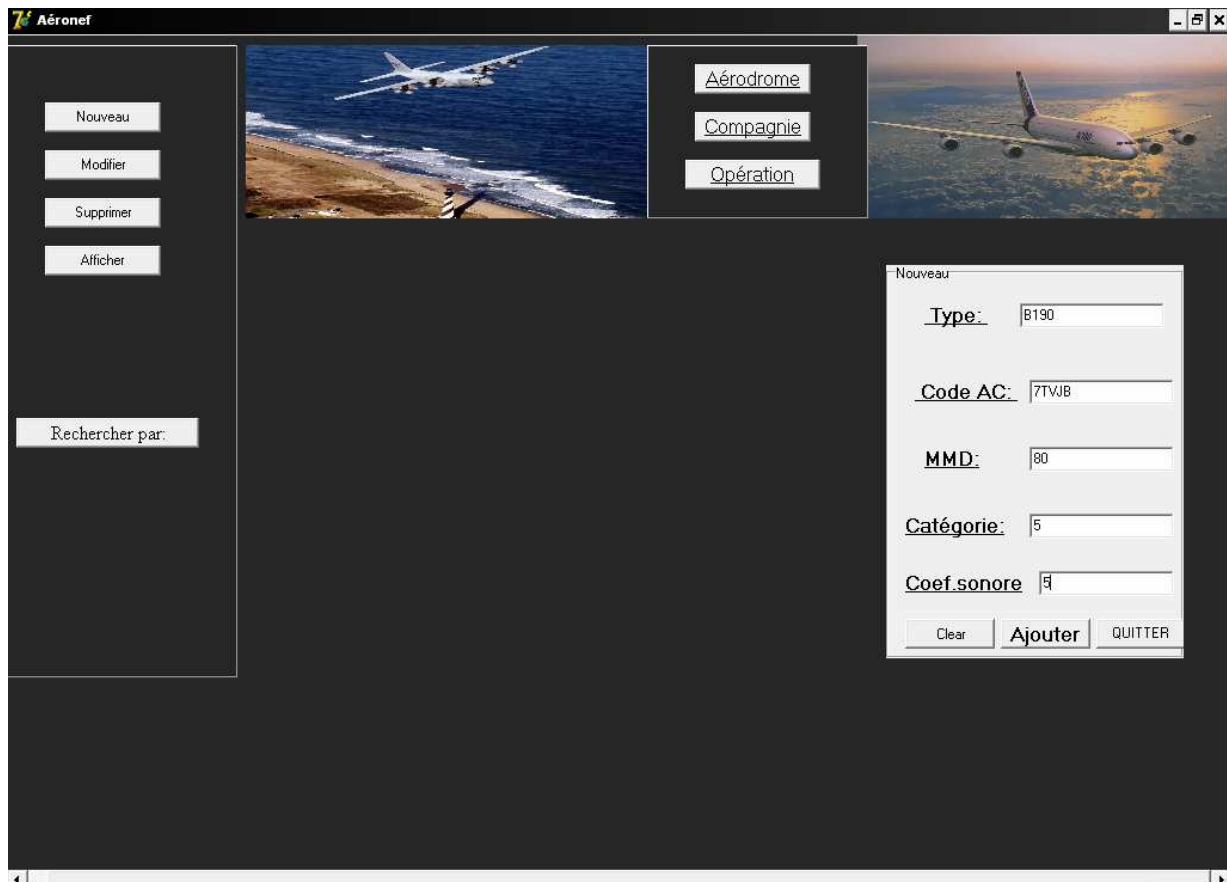 Aéronef
Nouveau
Modifier
Supprimer
Afficher
Rechercher par:
Aérodrome
Compagnie
Opération
Nouveau
Type: B190
Code AC: 7TVJB
MMD: 80
Catégorie: 5
Coef.sonore 5
Clear Ajouter QUITTER